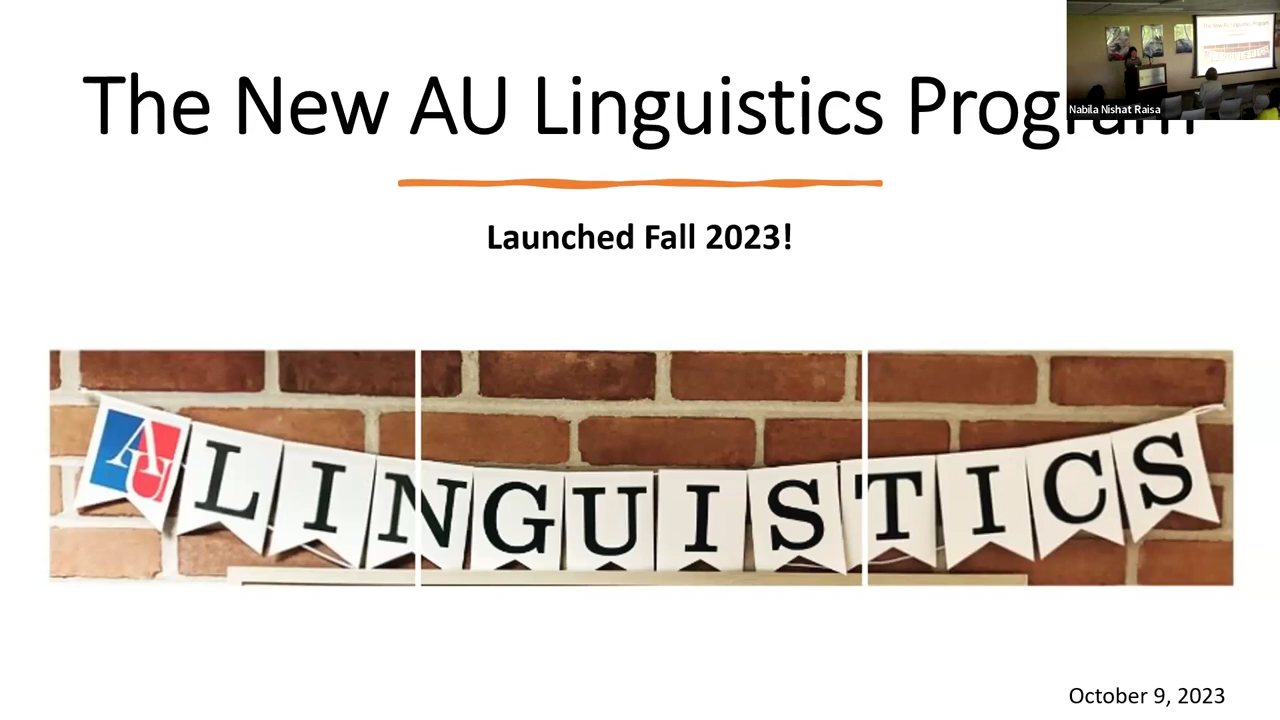 The New AU Linguistics Program
Nabila Nishat Raisa
Launched Fall 2023!
AU LINGUISTICS
October 9, 2023